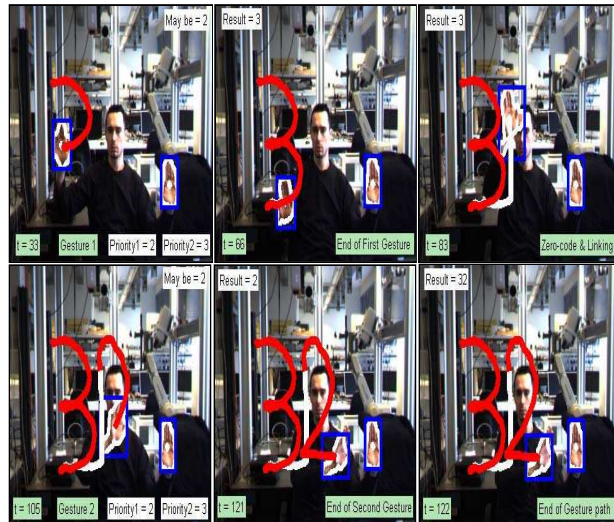 May be = 2
t = 33 Gesture 1 Priority1 = 2 Priority2 = 3
Result = 3
t = 66 End of First Gesture
Result = 3
t = 83 Zero-code & Linking
May be = 2
t = 105 Gesture 2 Priority1 = 2 Priority2 = 3
Result = 2
t = 121 End of Second Gesture
Result = 32
t = 122 End of Gesture path